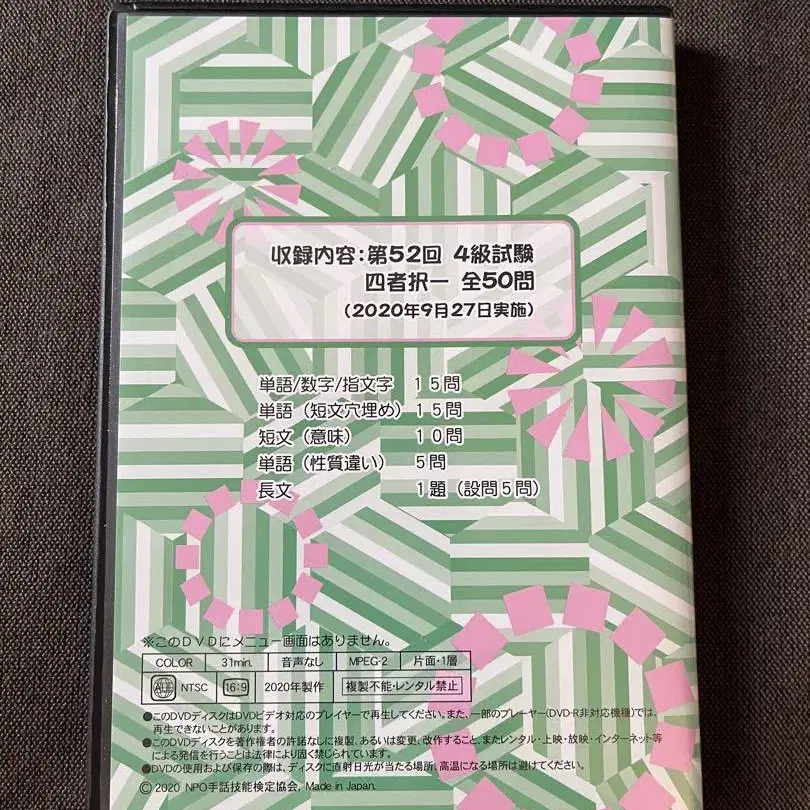 収録内容:第52回 4級試験
四者択一 全50問
(2020年9月27日実施)
単語/数字/指文字 15問
単語(短文穴埋め)15問
短文(意味) 10問
単語(性質違い) 5問
長文 1題(設問5問)
※このDVDにメニュー画面はありません。
COLOR 31min. 音声なし MPEG-2 片面・1層
ALL NTSC 16:9 2020年製作 複製不能・レンタル禁止
●このDVDディスクはDVDビデオ対応のプレイヤーで再生してください。また、一部のプレーヤー(DVD-R非対応機種)では、
再生できないことがあります。
●このDVDディスクを著作権者の許諾なしに複製、あるいは変更、改作すること、またレンタル・上映・放映・インターネット等
による発信を行うことは法律により固く禁じられています。
●DVDの使用および保存の際は、ディスクに直射日光が当たる場所、高温になる場所は避けてください。
© 2020 NPO手話技能検定協会, Made in Japan.